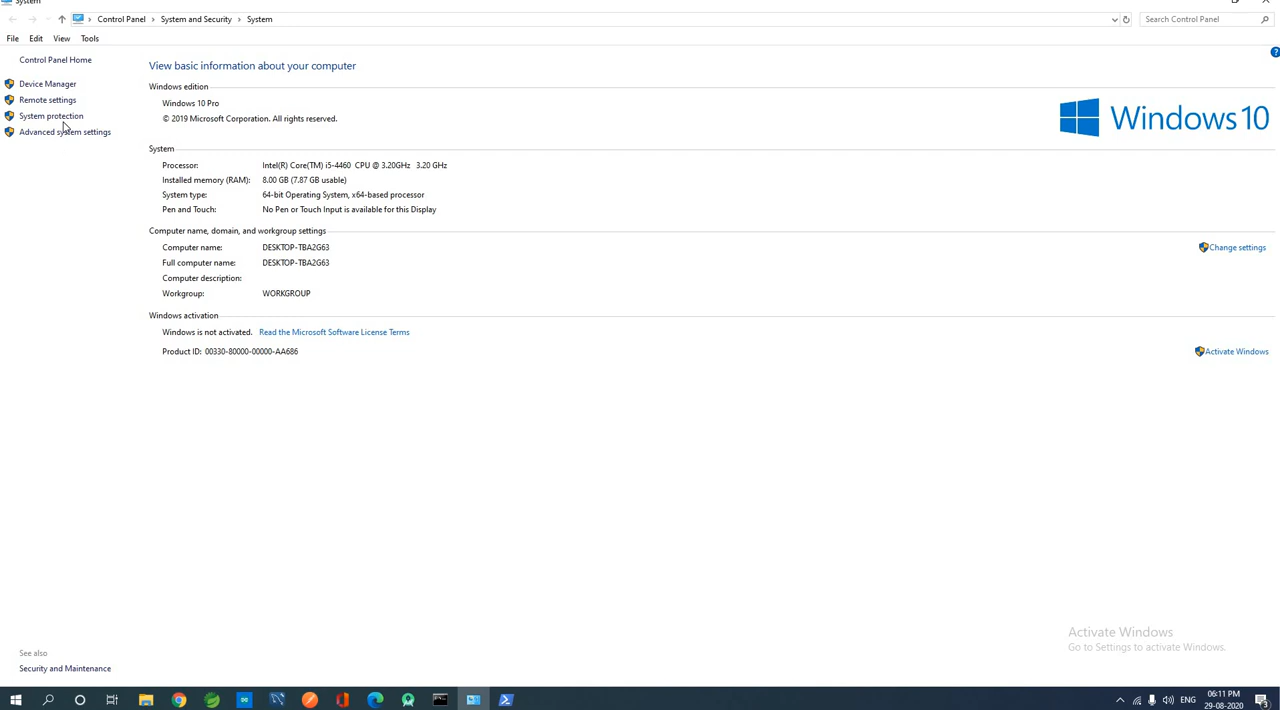 System
Control Panel > System and Security > System
Search Control Panel
File Edit View Tools
Control Panel Home
Device Manager
Remote settings
System protection
Advanced system settings
View basic information about your computer
Windows edition
Windows 10 Pro
© 2019 Microsoft Corporation. All rights reserved.
Windows 10
System
Processor: Intel(R) Core(TM) i5-4460 CPU @ 3.20GHz 3.20 GHz
Installed memory (RAM): 8.00 GB (7.87 GB usable)
System type: 64-bit Operating System, x64-based processor
Pen and Touch: No Pen or Touch Input is available for this Display
Computer name, domain, and workgroup settings
Computer name: DESKTOP-TBA2G63
Change settings
Full computer name: DESKTOP-TBA2G63
Computer description:
Workgroup: WORKGROUP
Windows activation
Windows is not activated. Read the Microsoft Software License Terms
Product ID: 00330-80000-00000-AA686
Activate Windows
Activate Windows
Go to Settings to activate Windows.
See also
Security and Maintenance
ENG
06:11 PM
29-08-2020
3